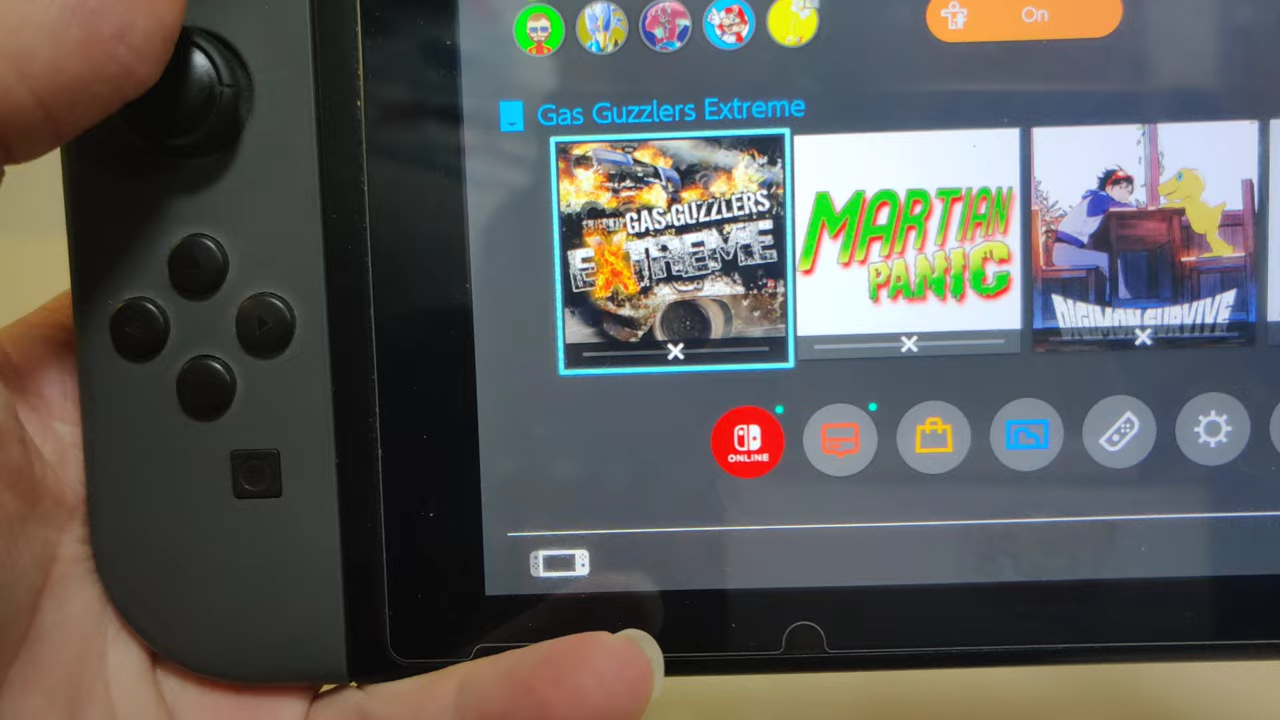 On
Gas Guzzlers Extreme
GAS GUZZLERS
EXTREME
MARTIAN
PANIC
DIGIMON SURVIVE
ONLINE